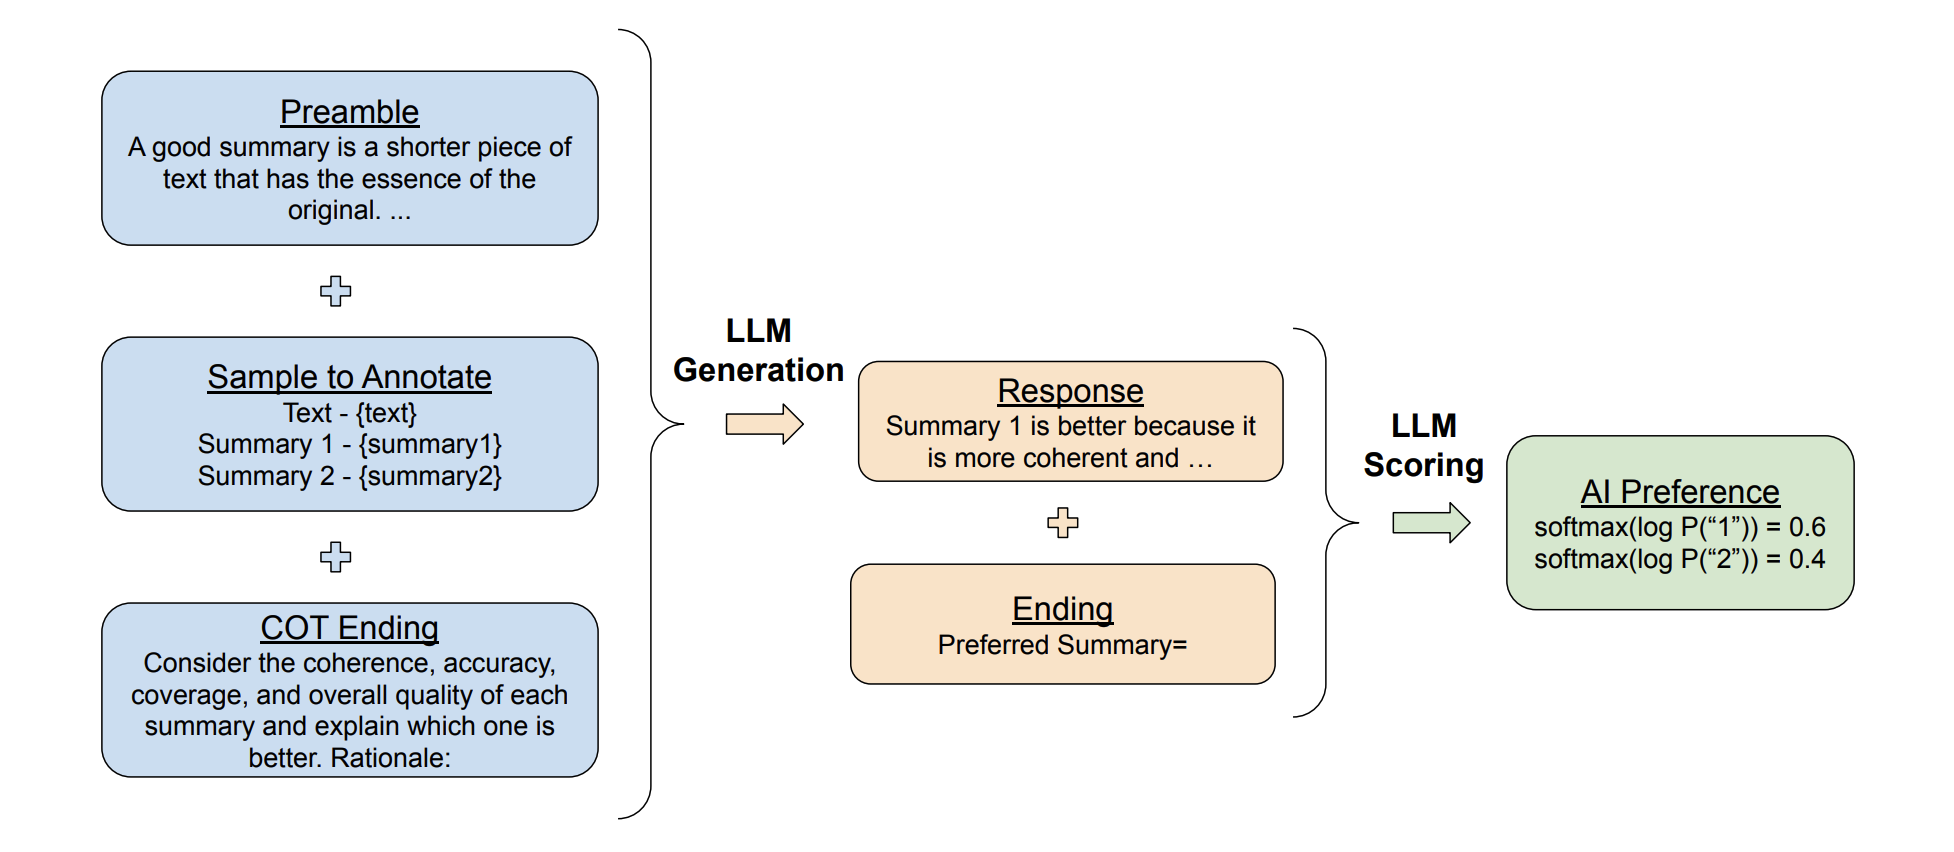 Preamble
A good summary is a shorter piece of
text that has the essence of the
original. ...
Sample to Annotate
Text - {text}
Summary 1 - {summary1}
Summary 2 - {summary2}
COT Ending
Consider the coherence, accuracy,
coverage, and overall quality of each
summary and explain which one is
better. Rationale:
LLM
Generation
Response
Summary 1 is better because it
is more coherent and …
Ending
Preferred Summary=
LLM
Scoring
AI Preference
softmax(log P(“1”)) = 0.6
softmax(log P(“2”)) = 0.4